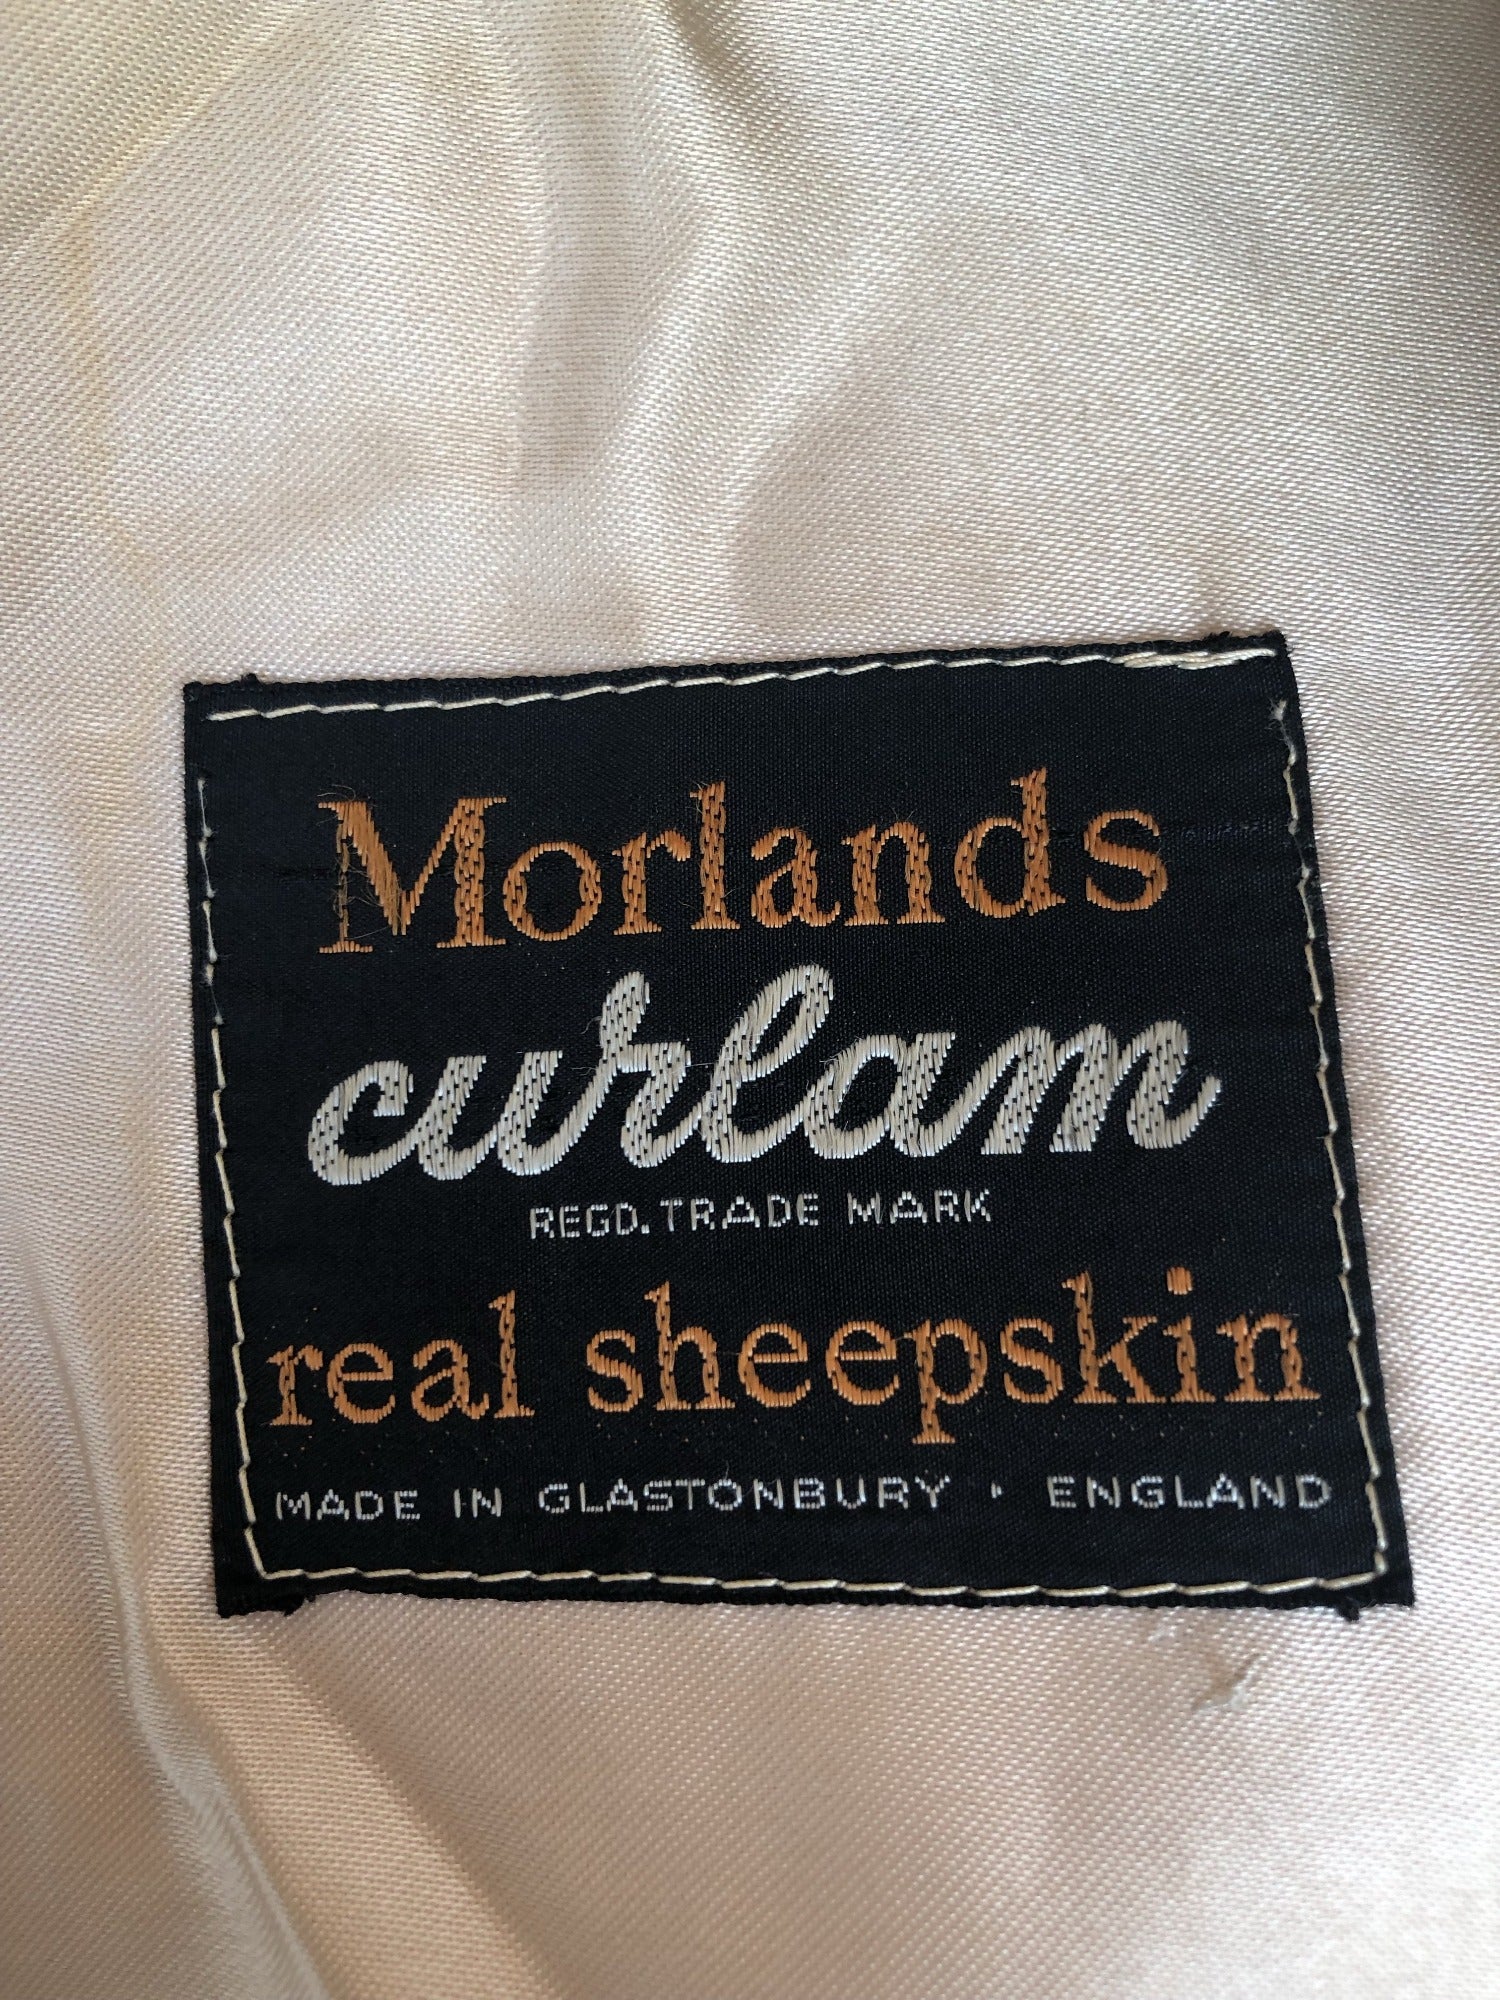 Morlands
curlam
REGD. TRADE MARK
real sheepskin
MADE IN GLASTONBURY · ENGLAND